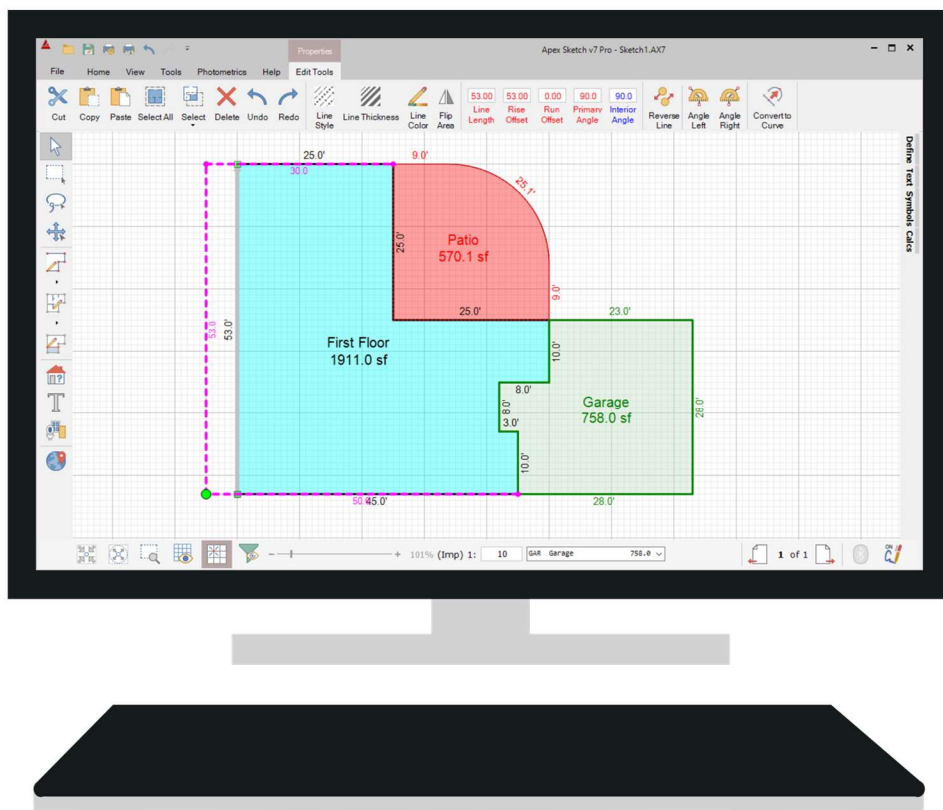 Properties
Apex Sketch v7 Pro - Sketch1.AX7
File Home View Tools Photometrics Help Edit Tools
53.00 53.00 0.00 90.0 90.0
Cut Copy Paste Select All Select Delete Undo Redo Line Style Line Thickness Line Color Flip Area Line Length Rise Offset Run Offset Primary Angle Interior Angle Reverse Line Angle Left Angle Right Convert to Curve
Define Text Symbols Calcs
25.0' 9.0'
30.0
25.1'
25.0'
Patio
570.1 sf
9.0'
25.0' 23.0'
53.0 53.0'
First Floor
1911.0 sf
10.0'
8.0'
8.0'
3.0'
Garage
758.0 sf
28.0'
10.0'
50.0 45.0' 28.0'
101% (Imp) 1: 10 GAR Garage 758.0 1 of 1 ON